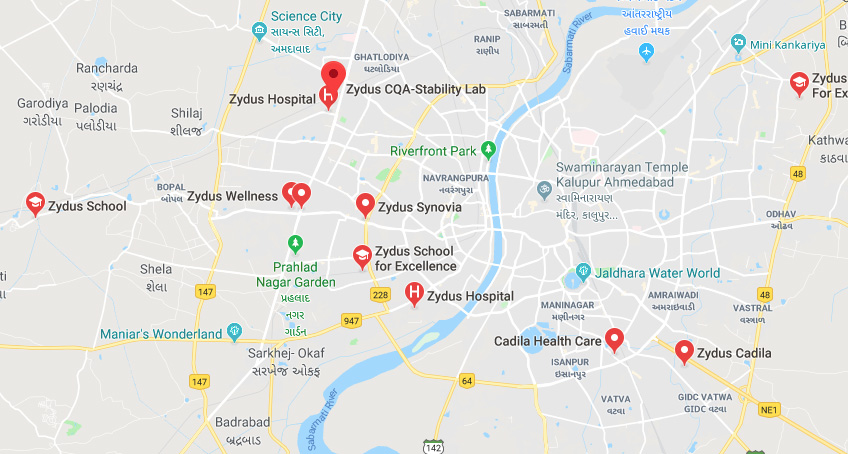 SABARMATI
સાબરમતી
Science City
સાયન્સ સિટી,
અમદાવાદ
RANIP
રાણીપ
Sabarmati River
આંતરરાષ્ટ્રીય
હવાઈ મથક
Mini Kankariya
GHATLODIYA
ઘટલોડિયા
Rancharda
રાણચંદ્ર
Zydus CQA-Stability Lab
Zydus Hospital
Zydus
For Ex
Garodiya
ગરોડીયા
Palodia
પલોડીયા
Shilaj
શીલજ
Kathwa
કાઠવા
Riverfront Park
NAVRANGPURA
નવરંગપુરા
Swaminarayan Temple
Kalupur Ahmedabad
સ્વામિનારાયણ
મંદિર, કાલુપુર...
48
BOPAL
બોપલ
Zydus Wellness
Zydus School
Zydus Synovia
ODHAV
ઓઢવ
Zydus School
for Excellence
Prahlad
Nagar Garden
પ્રહલાદ
નગર
ગાર્ડન
Shela
શેલા
Jaldhara Water World
147
228
Zydus Hospital
48
AMRAIWADI
અમરાઇવાડી
MANINAGAR
મણીનગર
VASTRAL
વસ્ત્રાલ
947
Maniar's Wonderland
Cadila Health Care
Zydus Cadila
Sarkhej- Okaf
સરખેજ ઓકફ
ISANPUR
ઇસનપુર
147
64
VATVA
વટવા
GIDC VATWA
GIDC વટવા
NE1
Badrabad
બદ્રાબાડ
Sabarmati River
142